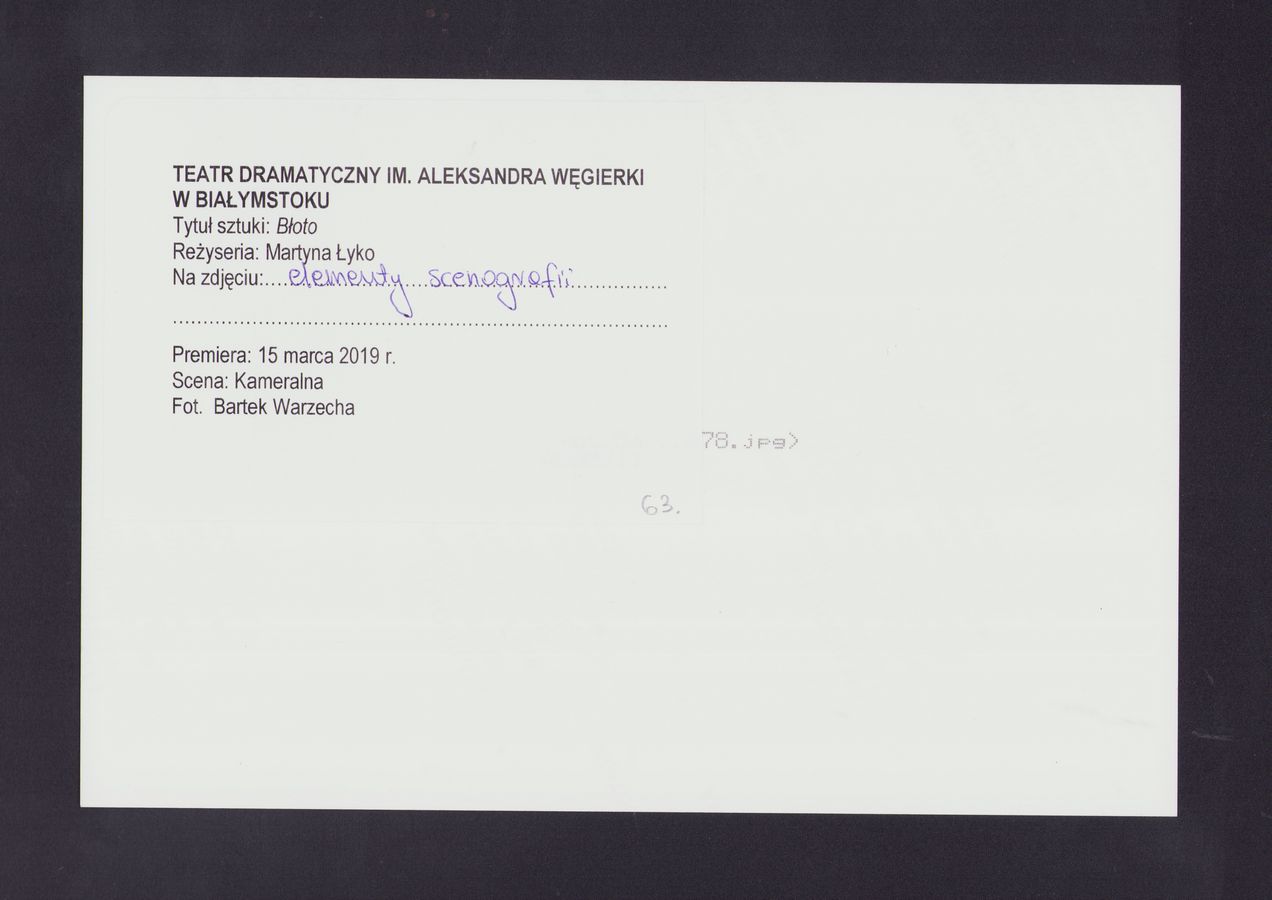 TEATR DRAMATYCZNY IM. ALEKSANDRA WĘGIERKI
W BIAŁYMSTOKU
Tytuł sztuki: Błoto
Reżyseria: Martyna Łyko
Na zdjęciu:....elementy....scenografii................
................................................................................
Premiera: 15 marca 2019 r.
Scena: Kameralna
Fot. Bartek Warzecha
78.jpg>
63.